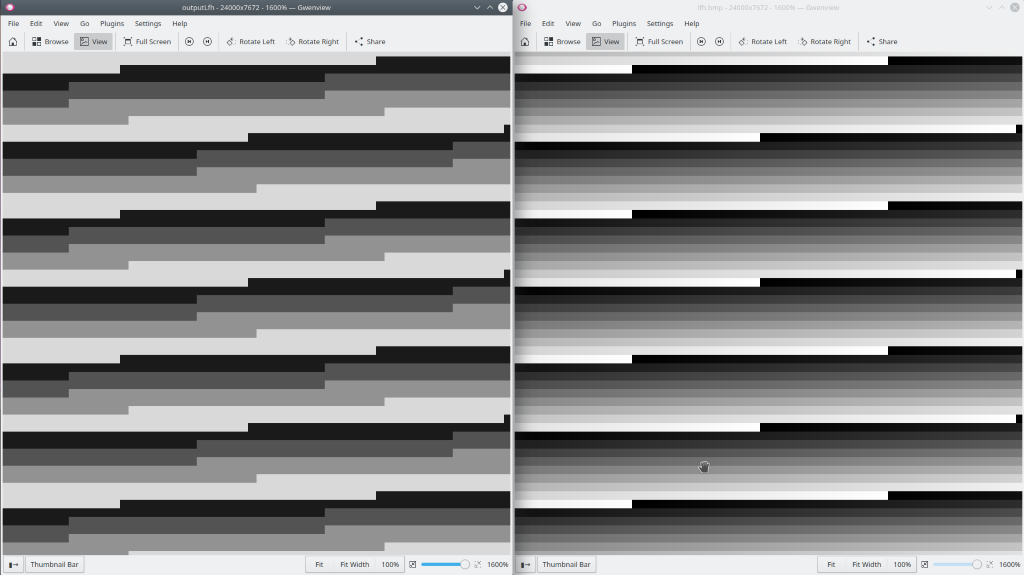 output.lfh - 24000x7672 - 1600% — Gwenview
File Edit View Go Plugins Settings Help
Browse View Full Screen Rotate Left Rotate Right Share
Thumbnail Bar Fit Fit Width 100% 1600%
lfh.bmp - 24000x7672 - 1600% — Gwenview
File Edit View Go Plugins Settings Help
Browse View Full Screen Rotate Left Rotate Right Share
Thumbnail Bar Fit Fit Width 100% 1600%